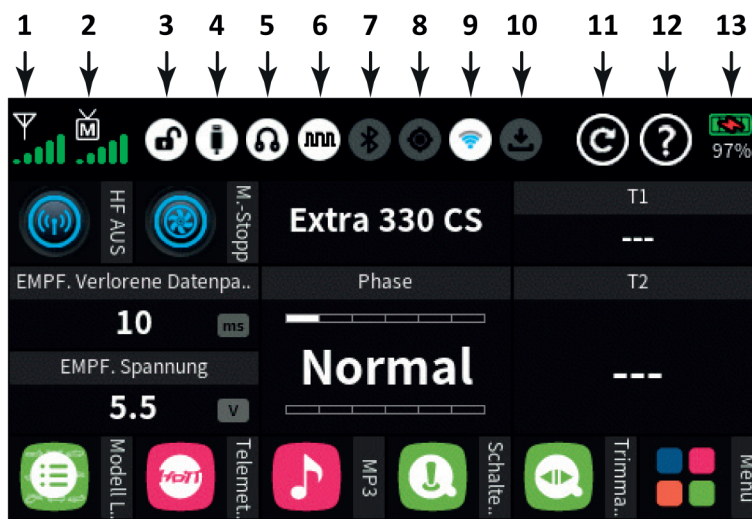 1 2 3 4 5 6 7 8 9 10 11 12 13
M
?
97%
HF AUS
M.-Stopp
Extra 330 CS
T1
---
EMPF. Verlorene Datenpa..
10 ms
EMPF. Spannung
5.5 V
Phase
Normal
T2
---
Modell L..
HoTT
Telemet..
MP3
Schalte..
Trimma..
Menü